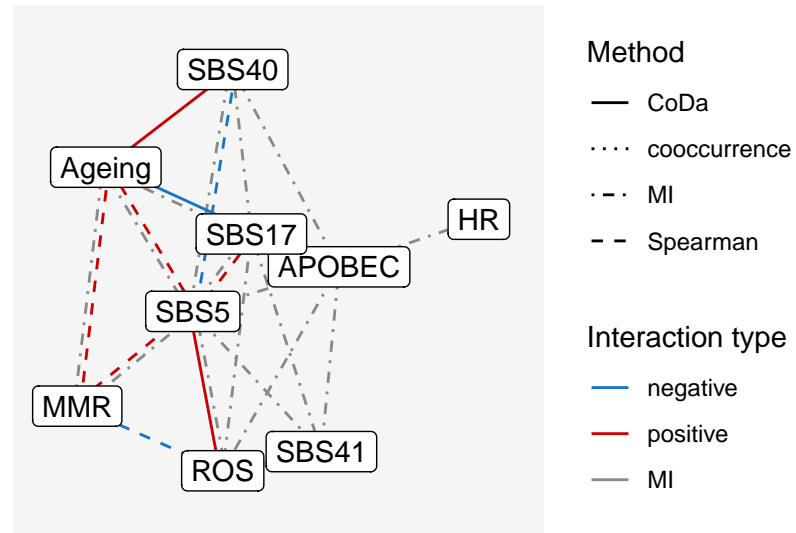 SBS40
Ageing
SBS17
HR
APOBEC
SBS5
MMR
SBS41
ROS
Method
CoDa
cooccurrence
MI
Spearman
Interaction type
negative
positive
MI